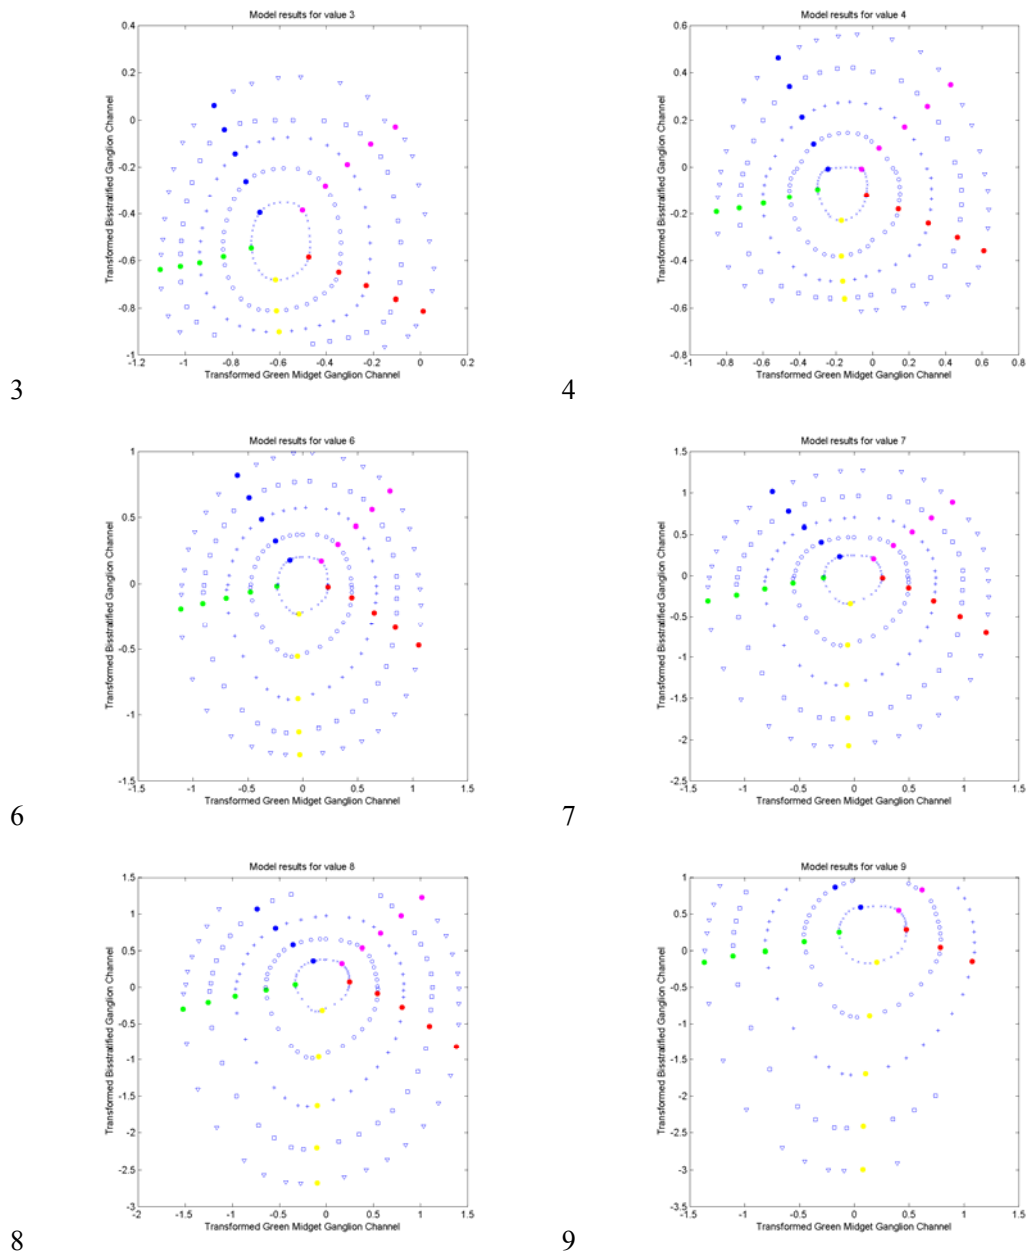 Model results for value 3
Transformed Bisstratified Ganglion Channel
0.4
0.2
0
-0.2
-0.4
-0.6
-0.8
-1
-1.2 -1 -0.8 -0.6 -0.4 -0.2 0 0.2
Transformed Green Midget Ganglion Channel
3
Model results for value 4
Transformed Bisstratified Ganglion Channel
0.6
0.4
0.2
0
-0.2
-0.4
-0.6
-0.8
-1 -0.8 -0.6 -0.4 -0.2 0 0.2 0.4 0.6 0.8
Transformed Green Midget Ganglion Channel
4
Model results for value 6
Transformed Bisstratified Ganglion Channel
1
0.5
0
-0.5
-1
-1.5
-1.5 -1 -0.5 0 0.5 1 1.5
Transformed Green Midget Ganglion Channel
6
Model results for value 7
Transformed Bisstratified Ganglion Channel
1.5
1
0.5
0
-0.5
-1
-1.5
-2
-2.5
-1.5 -1 -0.5 0 0.5 1 1.5
Transformed Green Midget Ganglion Channel
7
Model results for value 8
Transformed Bisstratified Ganglion Channel
1.5
1
0.5
0
-0.5
-1
-1.5
-2
-2.5
-3
-2 -1.5 -1 -0.5 0 0.5 1 1.5
Transformed Green Midget Ganglion Channel
8
Model results for value 9
Transformed Bisstratified Ganglion Channel
1
0.5
0
-0.5
-1
-1.5
-2
-2.5
-3
-3.5
-1.5 -1 -0.5 0 0.5 1 1.5
Transformed Green Midget Ganglion Channel
9